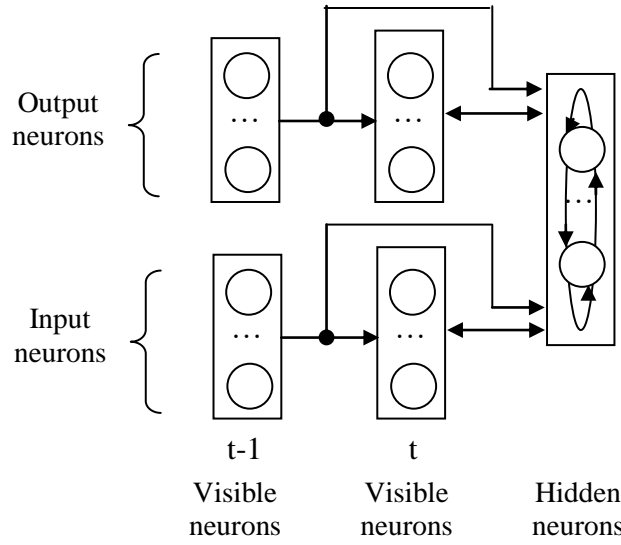 Output
neurons
...
...
...
Input
neurons
...
...
t-1
t
Visible
neurons
Visible
neurons
Hidden
neurons